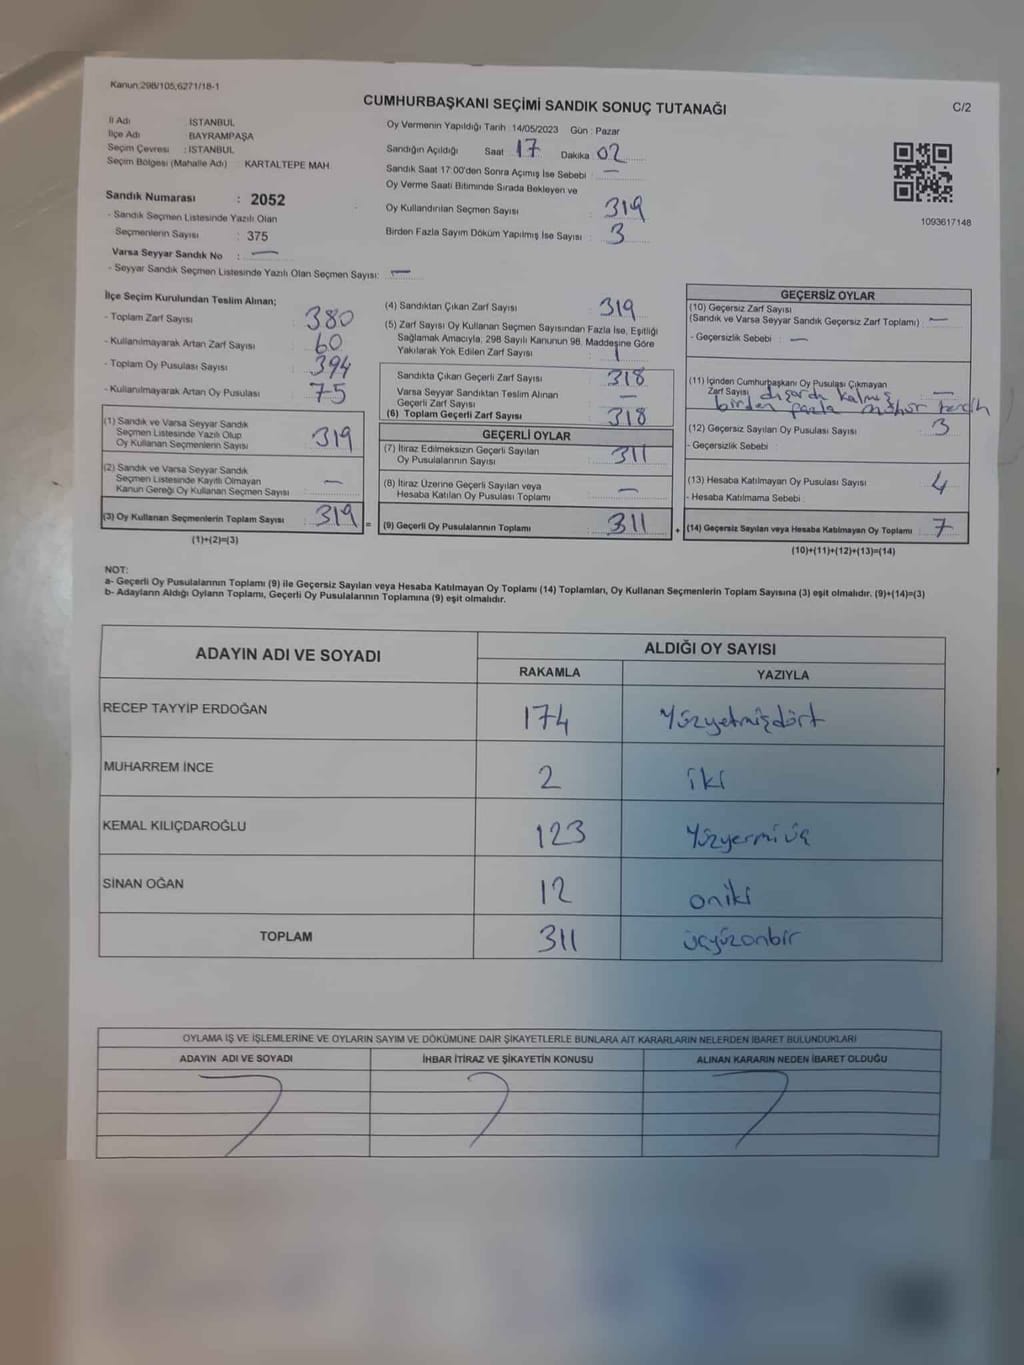 Kanun:298/105,6271/18-1
C/2
CUMHURBAŞKANI SEÇİMİ SANDIK SONUÇ TUTANAĞI
İl Adı : İSTANBUL
İlçe Adı BAYRAMPAŞA
Seçim Çevresi : İSTANBUL
Seçim Bölgesi (Mahalle Adı) : KARTALTEPE MAH.
Sandık Numarası : 2052
- Sandık Seçmen Listesinde Yazılı Olan
Seçmenlerin Sayısı : 375
Varsa Seyyar Sandık No : —
- Seyyar Sandık Seçmen Listesinde Yazılı Olan Seçmen Sayısı: —
Oy Vermenin Yapıldığı Tarih : 14/05/2023 Gün : Pazar
Sandığın Açıldığı Saat 17 Dakika 02
Sandık Saat 17:00'den Sonra Açımış İse Sebebi : —
Oy Verme Saati Bitiminde Sırada Bekleyen ve
Oy Kullandırılan Seçmen Sayısı : 319
Birden Fazla Sayım Döküm Yapılmış İse Sayısı : 3
1093617148
İlçe Seçim Kurulundan Teslim Alınan;
- Toplam Zarf Sayısı : 380
- Kullanılmayarak Artan Zarf Sayısı : 60
- Toplam Oy Pusulası Sayısı : 394
- Kullanılmayarak Artan Oy Pusulası : 75
(1) Sandık ve Varsa Seyyar Sandık
Seçmen Listesinde Yazılı Olup
Oy Kullanan Seçmenlerin Sayısı : 319
(2) Sandık ve Varsa Seyyar Sandık
Seçmen Listesinde Kayıtlı Olmayan
Kanun Gereği Oy Kullanan Seçmen Sayısı : —
(3) Oy Kullanan Seçmenlerin Toplam Sayısı : 319
(1)+(2)=(3)
=
(4) Sandıktan Çıkan Zarf Sayısı : 319
(5) Zarf Sayısı Oy Kullanan Seçmen Sayısından Fazla İse, Eşitliği
Sağlamak Amacıyla, 298 Sayılı Kanunun 98. Maddesine Göre
Yakılarak Yok Edilen Zarf Sayısı : 1
Sandıkta Çıkan Geçerli Zarf Sayısı : 318
Varsa Seyyar Sandıktan Teslim Alınan
Geçerli Zarf Sayısı : —
(6) Toplam Geçerli Zarf Sayısı : 318
GEÇERLİ OYLAR
(7) İtiraz Edilmeksizin Geçerli Sayılan
Oy Pusulalarının Sayısı : 311
(8) İtiraz Üzerine Geçerli Sayılan veya
Hesaba Katılan Oy Pusulası Toplamı : —
(9) Geçerli Oy Pusulalarının Toplamı : 311
+
GEÇERSİZ OYLAR
(10) Geçersiz Zarf Sayısı
(Sandık ve Varsa Seyyar Sandık Geçersiz Zarf Toplamı) : —
- Geçersizlik Sebebi : —
(11) İçinden Cumhurbaşkanı Oy Pusulası Çıkmayan
Zarf Sayısı —
dışarda kalmış
birden fazla mühür tercih
(12) Geçersiz Sayılan Oy Pusulası Sayısı : 3
- Geçersizlik Sebebi :
(13) Hesaba Katılmayan Oy Pusulası Sayısı : 4
- Hesaba Katılmama Sebebi :
(14) Geçersiz Sayılan veya Hesaba Katılmayan Oy Toplamı : 7
(10)+(11)+(12)+(13)=(14)
NOT:
a- Geçerli Oy Pusulalarının Toplamı (9) ile Geçersiz Sayılan veya Hesaba Katılmayan Oy Toplamı (14) Toplamları, Oy Kullanan Seçmenlerin Toplam Sayısına (3) eşit olmalıdır. (9)+(14)=(3)
b- Adayların Aldığı Oyların Toplamı, Geçerli Oy Pusulalarının Toplamına (9) eşit olmalıdır.
ADAYIN ADI VE SOYADI
ALDIĞI OY SAYISI
RAKAMLA YAZIYLA
RECEP TAYYİP ERDOĞAN 174 Yüzyetmişdört
MUHARREM İNCE 2 iki
KEMAL KILIÇDAROĞLU 123 Yüzyermiüç
SİNAN OĞAN 12 oniki
TOPLAM 311 üçyüzonbir
OYLAMA İŞ VE İŞLEMLERİNE VE OYLARIN SAYIM VE DÖKÜMÜNE DAİR ŞİKAYETLERLE BUNLARA AİT KARARLARIN NELERDEN İBARET BULUNDUKLARI
ADAYIN ADI VE SOYADI İHBAR İTİRAZ VE ŞİKAYETİN KONUSU ALINAN KARARIN NEDEN İBARET OLDUĞU